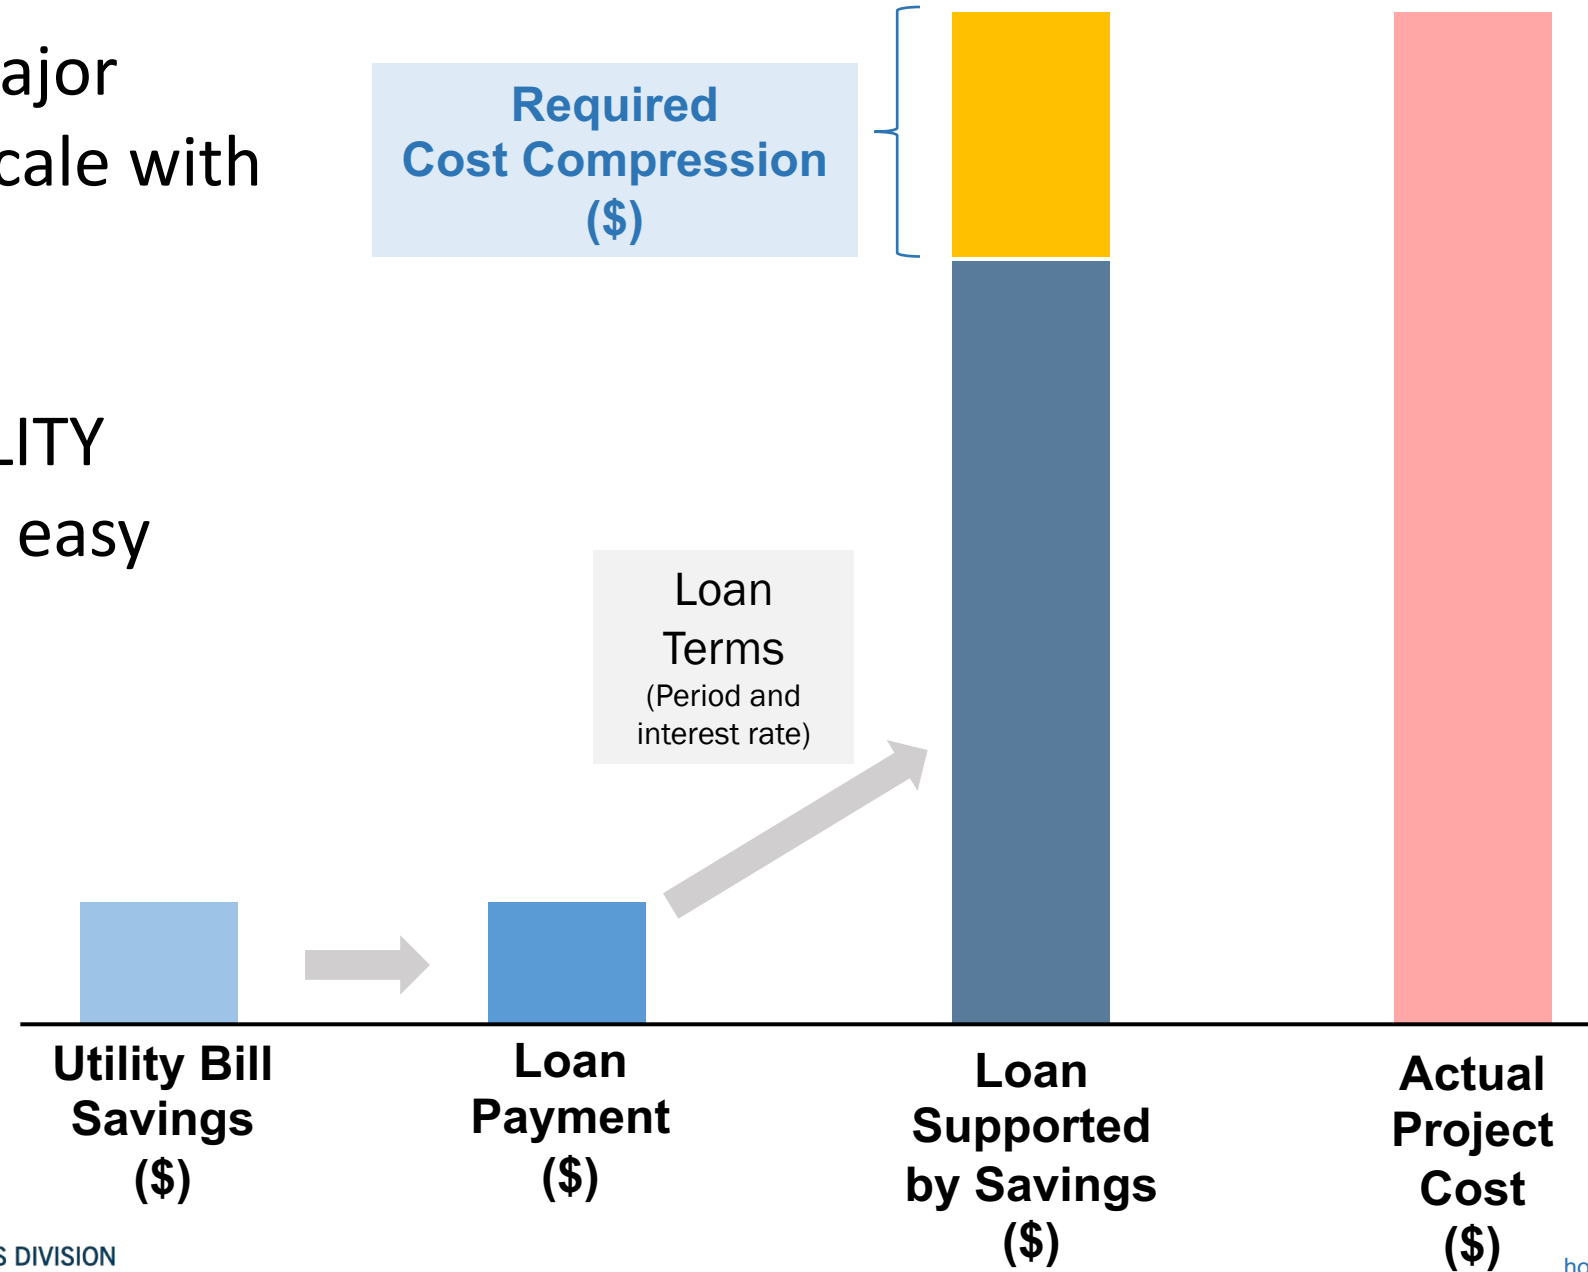 ajor
cale with
LITY
easy
Required
Cost Compression
($)
Loan
Terms
(Period and
interest rate)
Utility Bill
Savings
($)
Loan
Payment
($)
Loan
Supported
by Savings
($)
Actual
Project
Cost
($)
S DIVISION
ho